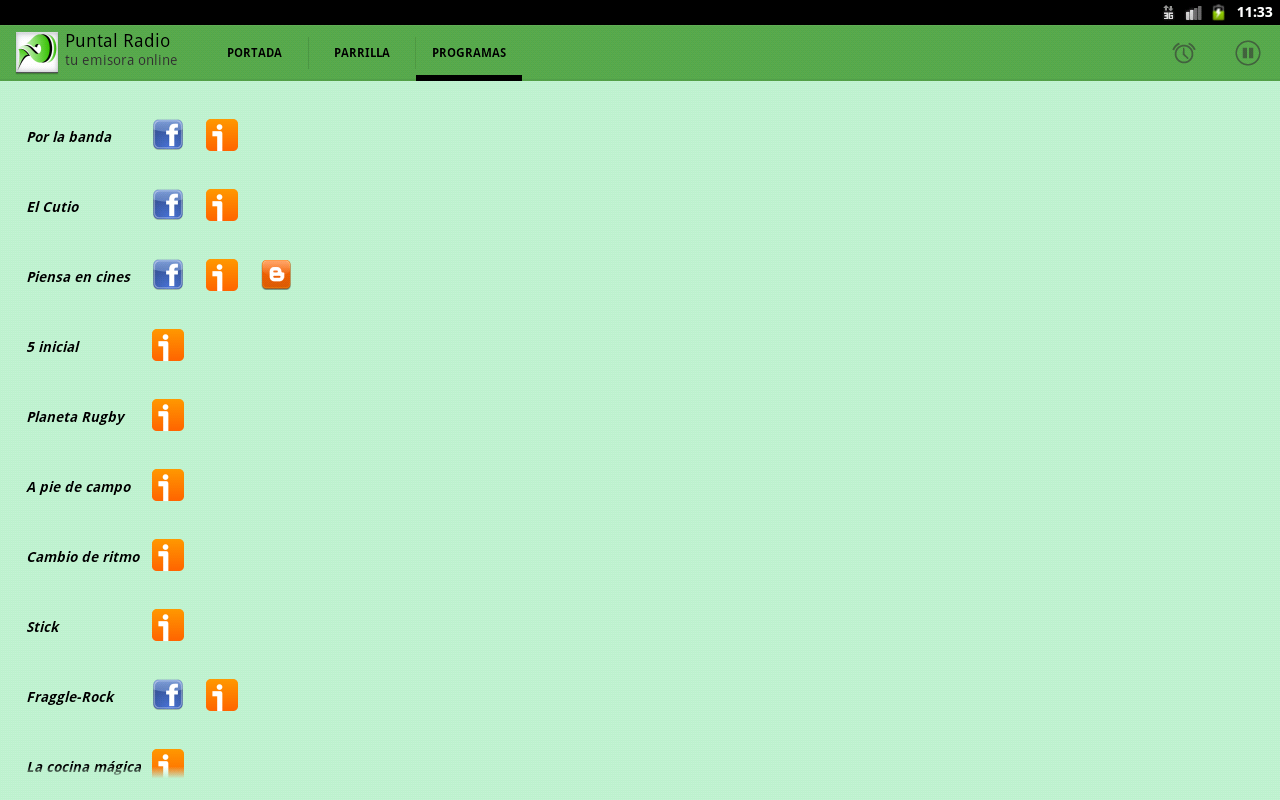 3G 11:33
Puntal Radio
tu emisora online
PORTADA PARRILLA PROGRAMAS
Por la banda
El Cutio
Piensa en cines
5 inicial
Planeta Rugby
A pie de campo
Cambio de ritmo
Stick
Fraggle-Rock
La cocina mágica